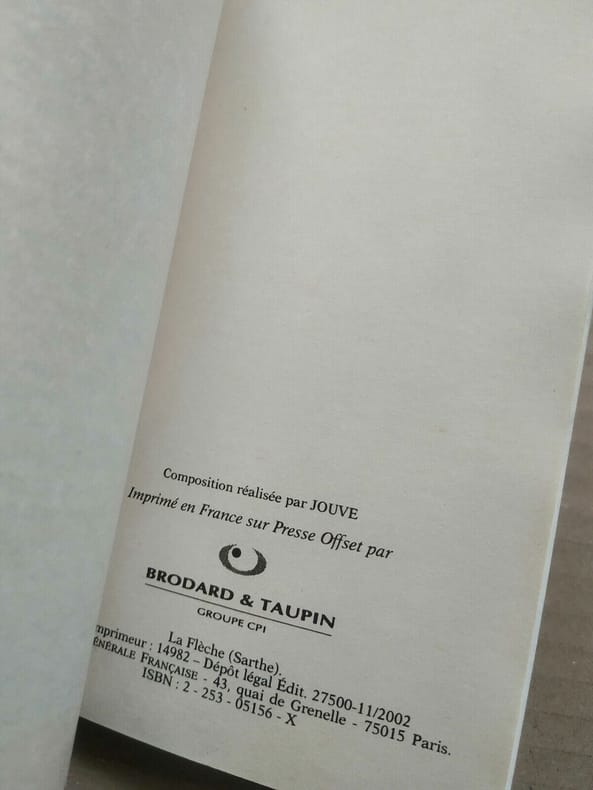 Composition réalisée par JOUVE
Imprimé en France sur Presse Offset par
BRODARD & TAUPIN
GROUPE CPI
La Flèche (Sarthe).
mprimeur : 14982 – Dépôt légal Édit. 27500-11/2002
ÉNÉRALE FRANÇAISE - 43, quai de Grenelle - 75015 Paris.
ISBN : 2 - 253 - 05156 - X